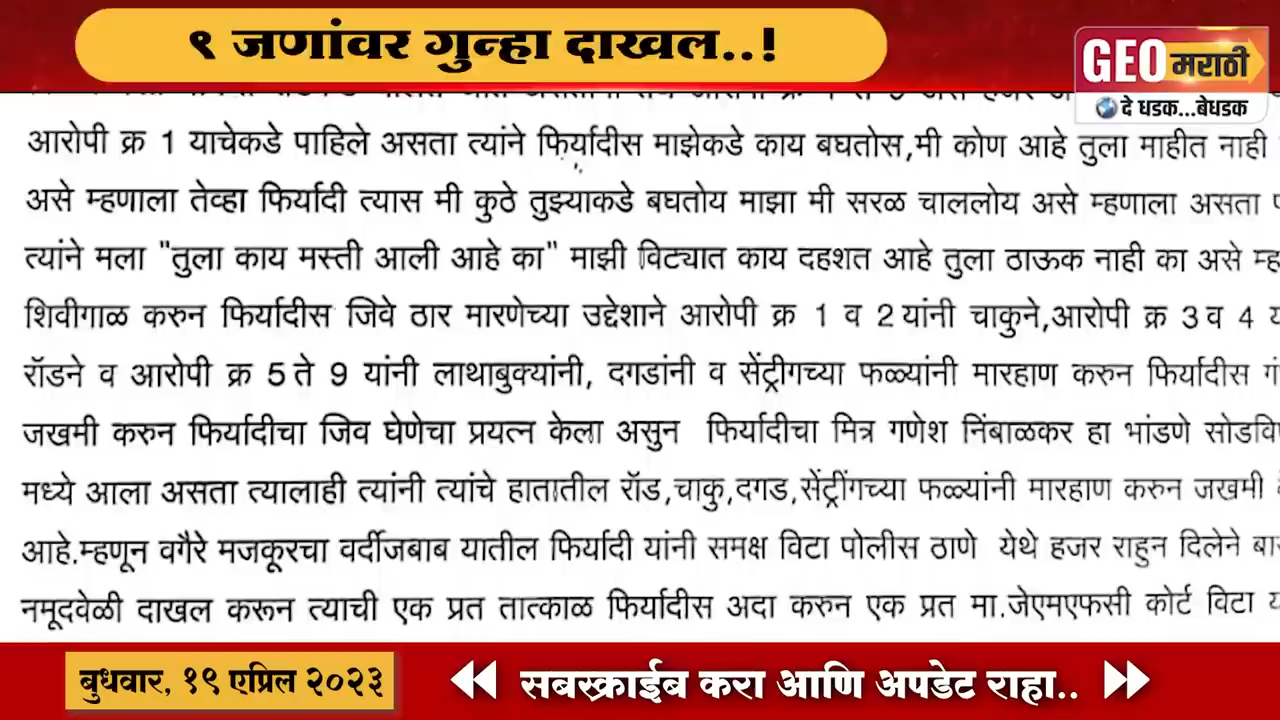 ९ जणांवर गुन्हा दाखल..!
GEO मराठी
दे धडक...बेधडक
आरोपी क्र 1 याचेकडे पाहिले असता त्यांने फिर्यादीस माझेकडे काय बघतोस,मी कोण आहे तुला माहीत नाही
असे म्हणाला तेव्हा फिर्यादी त्यास मी कुठे तुझ्याकडे बघतोय माझा मी सरळ चाललोय असे म्हणाला असता
त्यांने मला "तुला काय मस्ती आली आहे का" माझी विट्यात काय दहशत आहे तुला ठाऊक नाही का असे
शिवीगाळ करुन फिर्यादीस जिवे ठार मारणेच्या उद्देशाने आरोपी क्र 1 व 2 यांनी चाकुने,आरोपी क्र 3 व 4
रॉडने व आरोपी क्र 5 ते 9 यांनी लाथाबुक्यांनी, दगडांनी व सेंट्रीगच्या फळ्यांनी मारहाण करुन फिर्यादीस
जखमी करुन फिर्यादीचा जिव घेणेचा प्रयत्न केला असुन फिर्यादीचा मित्र गणेश निंबाळकर हा भांडणे
मध्ये आला असता त्यालाही त्यांनी त्यांचे हातातील रॉड,चाकु,दगड,सेंट्रींगच्या फळ्यांनी मारहाण करुन जखमी
आहे.म्हणून वगैरे मजकूरचा वर्दीजबाब यातील फिर्यादी यांनी समक्ष विटा पोलीस ठाणे येथे हजर राहुन दिलेने
नमूदवेळी दाखल करून त्याची एक प्रत तात्काळ फिर्यादीस अदा करुन एक प्रत मा.जेएमएफसी कोर्ट विटा
बुधवार, १९ एप्रिल २०२३
सबस्क्राईब करा आणि अपडेट राहा..